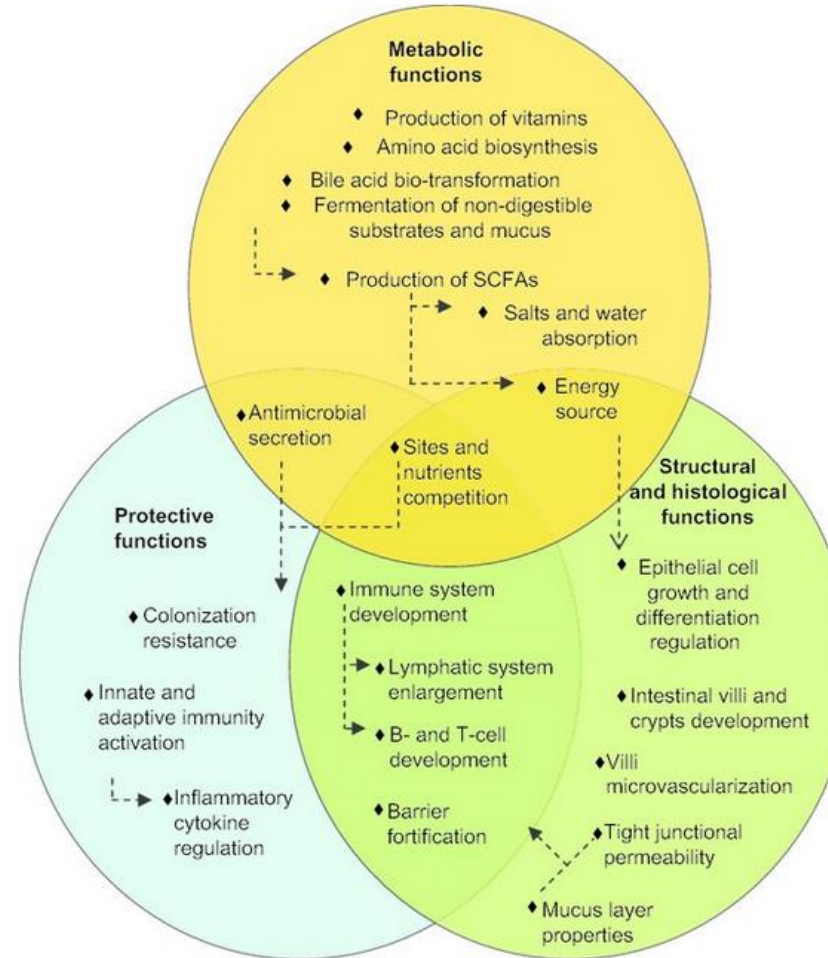 Metabolic
functions
♦ Production of vitamins
♦ Amino acid biosynthesis
♦ Bile acid bio-transformation
♦ Fermentation of non-digestible
substrates and mucus
♦ Production of SCFAs
♦ Salts and water
absorption
♦ Energy
source
♦ Antimicrobial
secretion
♦ Sites and
nutrients
competition
Protective
functions
♦ Colonization
resistance
♦ Innate and
adaptive immunity
activation
♦ Inflammatory
cytokine
regulation
♦ Immune system
development
♦ Lymphatic system
enlargement
♦ B- and T-cell
development
♦ Barrier
fortification
Structural
and histological
functions
♦ Epithelial cell
growth and
differentiation
regulation
♦ Intestinal villi and
crypts development
♦ Villi
microvascularization
♦ Tight junctional
permeability
♦ Mucus layer
properties